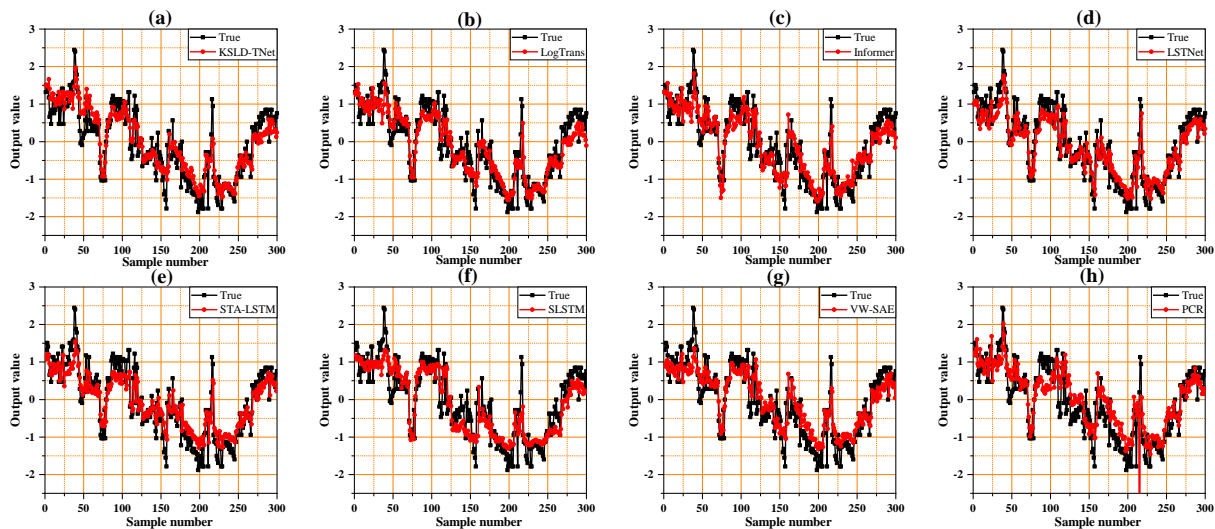 (a)
3
2
1
0
-1
-2
Output value
True
KSLD-TNet
0 50 100 150 200 250 300
Sample number
(b)
3
2
1
0
-1
-2
Output value
True
LogTrans
0 50 100 150 200 250 300
Sample number
(c)
3
2
1
0
-1
-2
Output value
True
Informer
0 50 100 150 200 250 300
Sample number
(d)
3
2
1
0
-1
-2
Output value
True
LSTNet
0 50 100 150 200 250 300
Sample number
(e)
3
2
1
0
-1
-2
Output value
True
STA-LSTM
0 50 100 150 200 250 300
Sample number
(f)
3
2
1
0
-1
-2
Output value
True
SLSTM
0 50 100 150 200 250 300
Sample number
(g)
3
2
1
0
-1
-2
Output value
True
VW-SAE
0 50 100 150 200 250 300
Sample number
(h)
3
2
1
0
-1
-2
Output value
True
PCR
0 50 100 150 200 250 300
Sample number